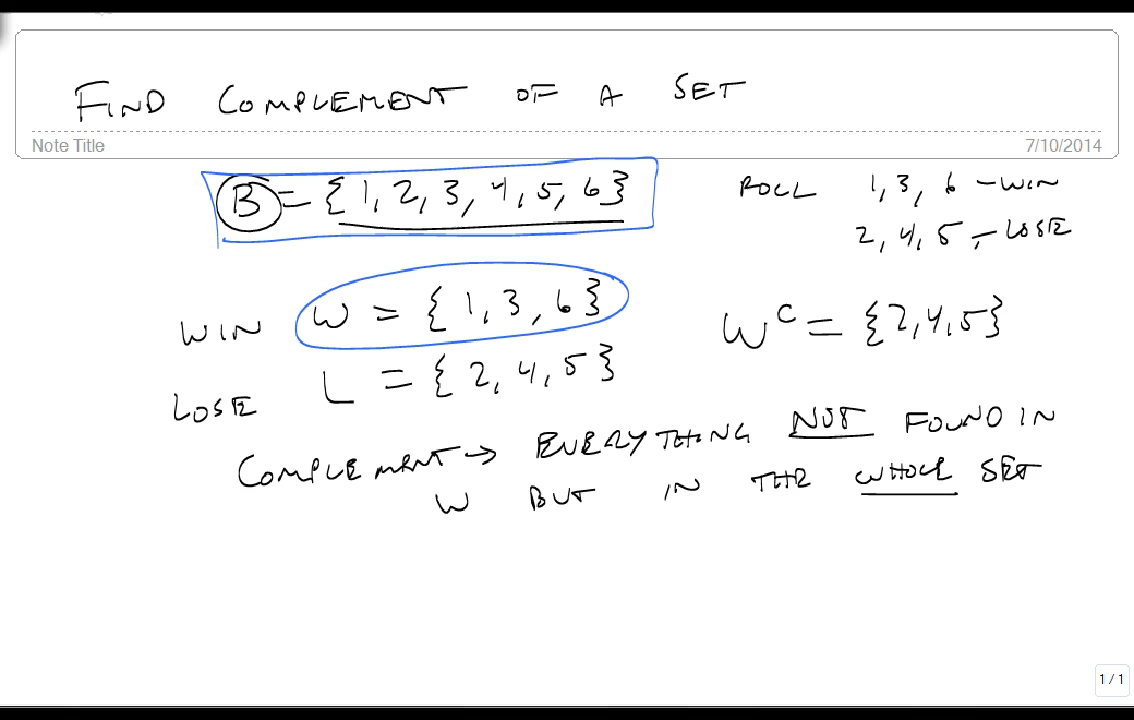 FIND COMPLEMENT OF A SET
Note Title
7/10/2014
B = {1, 2, 3, 4, 5, 6}
ROLL 1, 3, 6 - WIN
2, 4, 5, - LOSE
WIN W = {1, 3, 6}
W^C = {2, 4, 5}
LOSE L = {2, 4, 5}
COMPLEMENT → EVERYTHING NOT FOUND IN
W BUT IN THE WHOLE SET
1 / 1